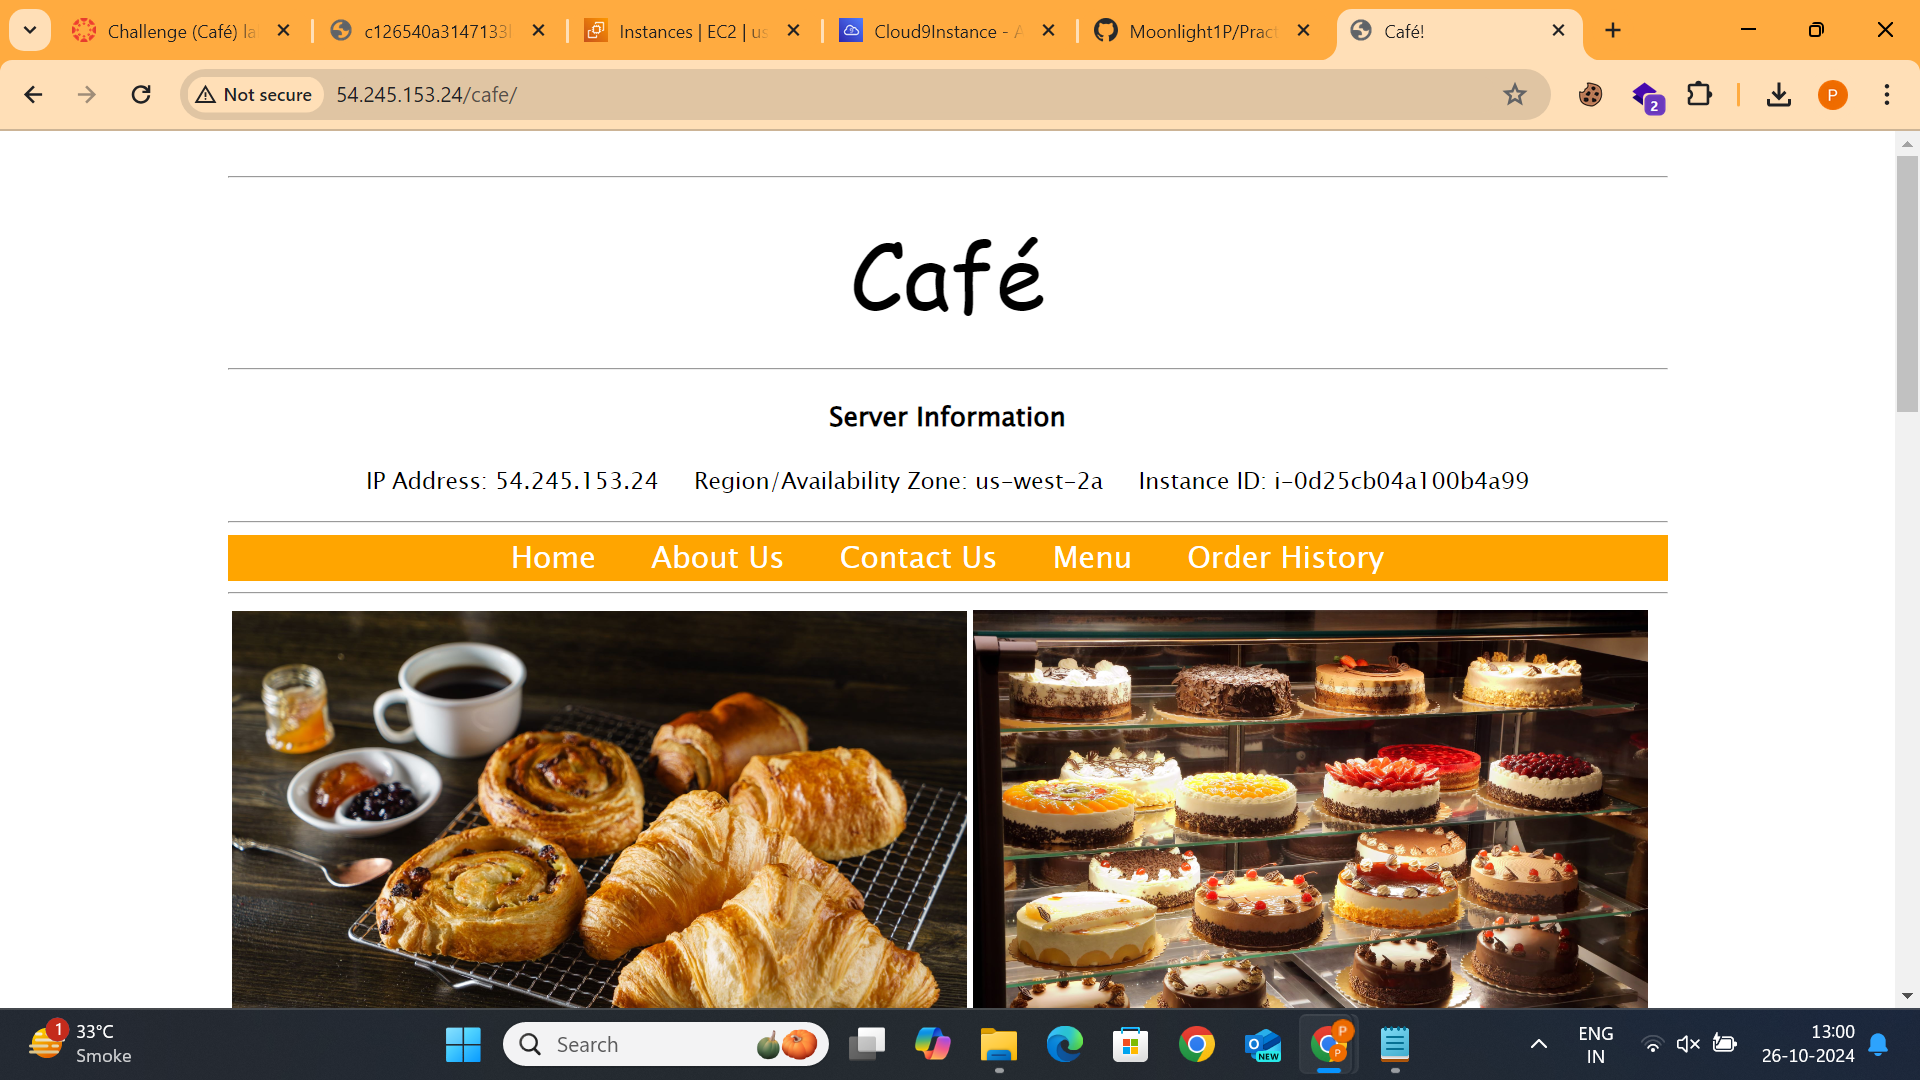 Challenge (Café) la
c126540a3147133
Instances | EC2 | us
Cloud9Instance - A
Moonlight1P/Pract
Café!
Not secure
54.245.153.24/cafe/
2
P
Café
Server Information
IP Address: 54.245.153.24 Region/Availability Zone: us-west-2a Instance ID: i-0d25cb04a100b4a99
Home About Us Contact Us Menu Order History
1
33°C
Smoke
Search
NEW
P
P
ENG
IN
13:00
26-10-2024